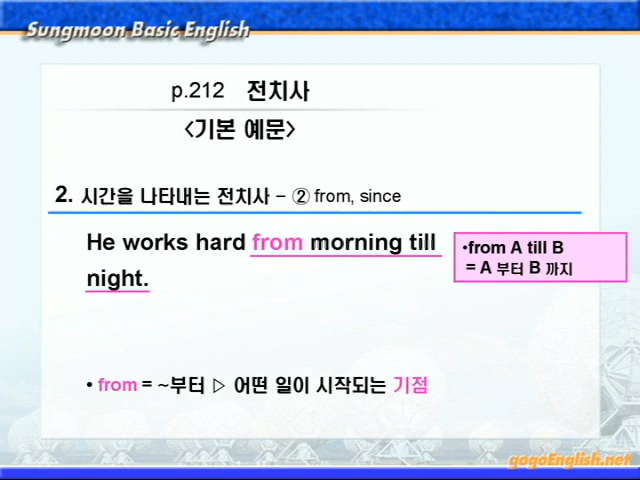 Sungmoon Basic English
p.212 전치사
<기본 예문>
2. 시간을 나타내는 전치사 - ② from, since
He works hard from morning till
night.
•from A till B
= A 부터 B 까지
• from = ~부터 ▷ 어떤 일이 시작되는 기점
gogoEnglish.net